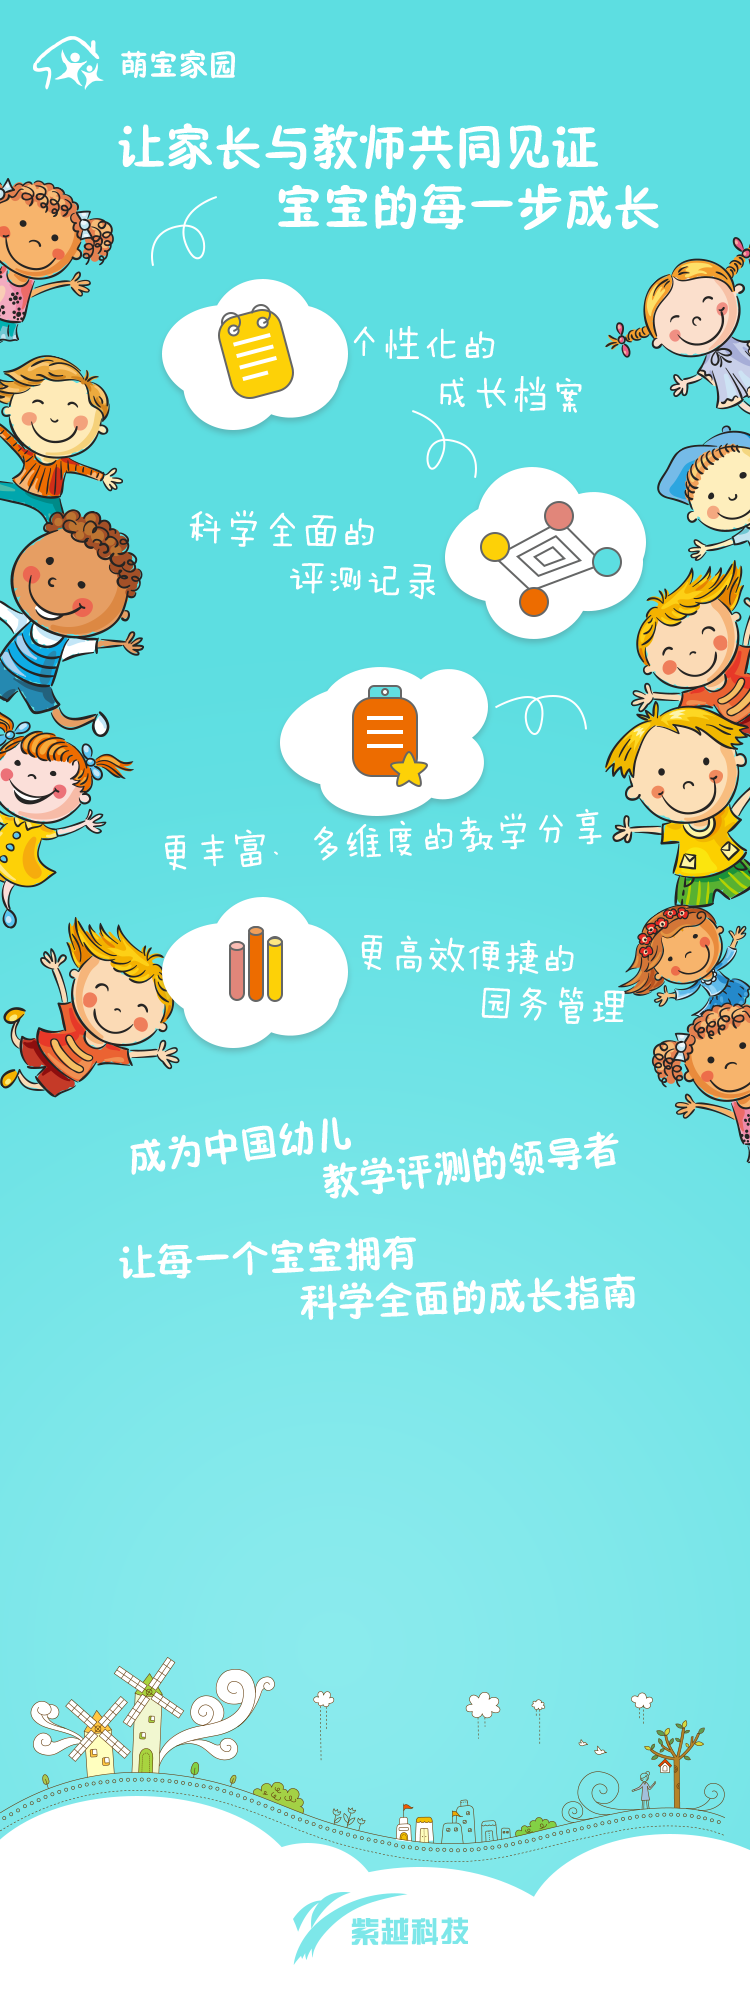 萌宝家园
让家长与教师共同见证
宝宝的每一步成长
个性化的
成长档案
科学全面的
评测记录
更丰富、多维度的教学分享
更高效便捷的
园务管理
成为中国幼儿
教学评测的领导者
让每一个宝宝拥有
科学全面的成长指南
紫越科技